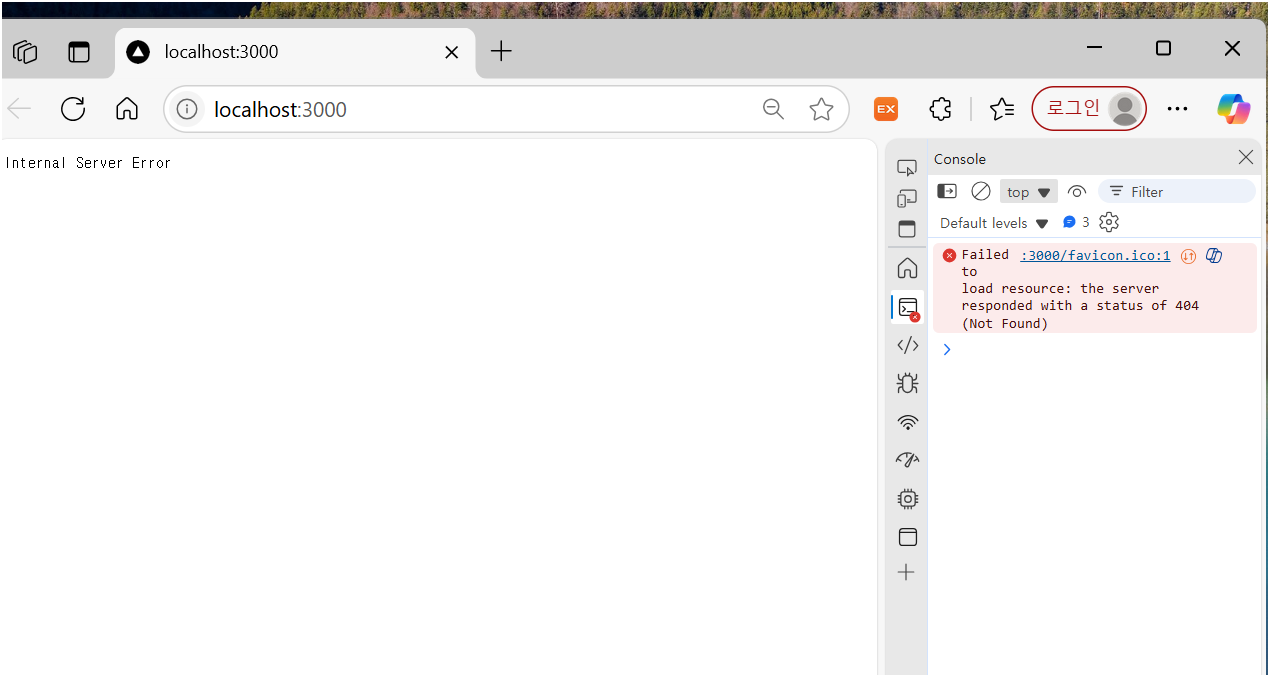 localhost:3000
localhost:3000
EX
로그인
Internal Server Error
Console
top
Filter
Default levels
3
Failed :3000/favicon.ico:1
to
load resource: the server
responded with a status of 404
(Not Found)